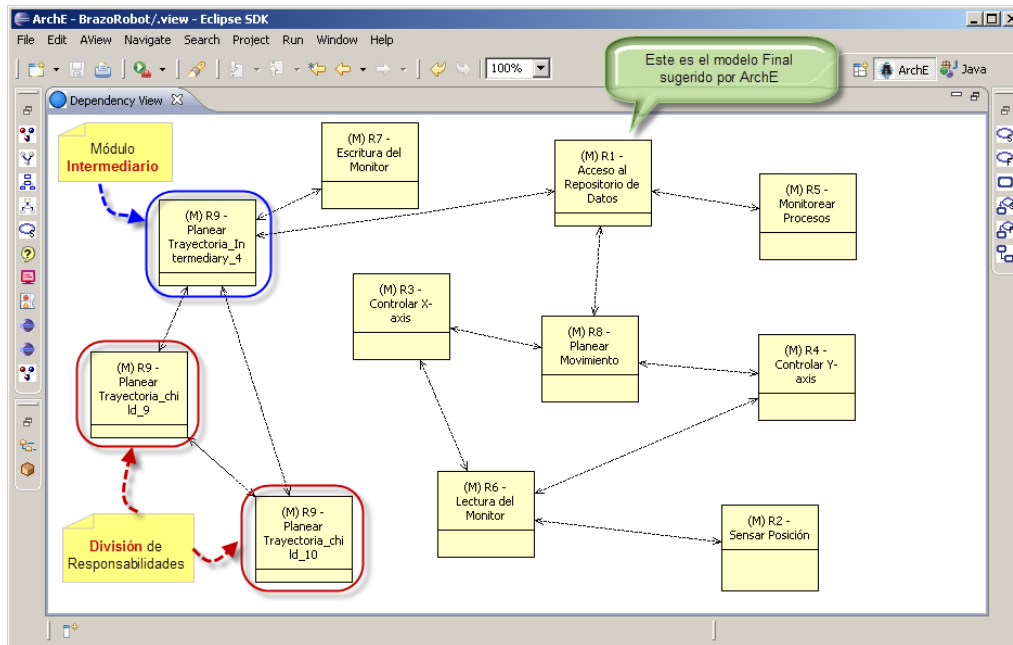 ArchE - BrazoRobot/.view - Eclipse SDK
File Edit AView Navigate Search Project Run Window Help
100%
ArchE
Java
Este es el modelo Final
sugerido por ArchE
Dependency View
Módulo
Intermediario
(M) R7 -
Escritura del
Monitor
(M) R1 -
Acceso al
Repositorio de
Datos
(M) R5 -
Monitorear
Procesos
(M) R9 -
Planear
Trayectoria_In
termediary_4
(M) R3 -
Controlar X-
axis
(M) R8 -
Planear
Movimiento
(M) R4 -
Controlar Y-
axis
(M) R9 -
Planear
Trayectoria_chi
ld_9
(M) R6 -
Lectura del
Monitor
(M) R9 -
Planear
Trayectoria_chi
ld_10
(M) R2 -
Sensar Posición
División de
Responsabilidades